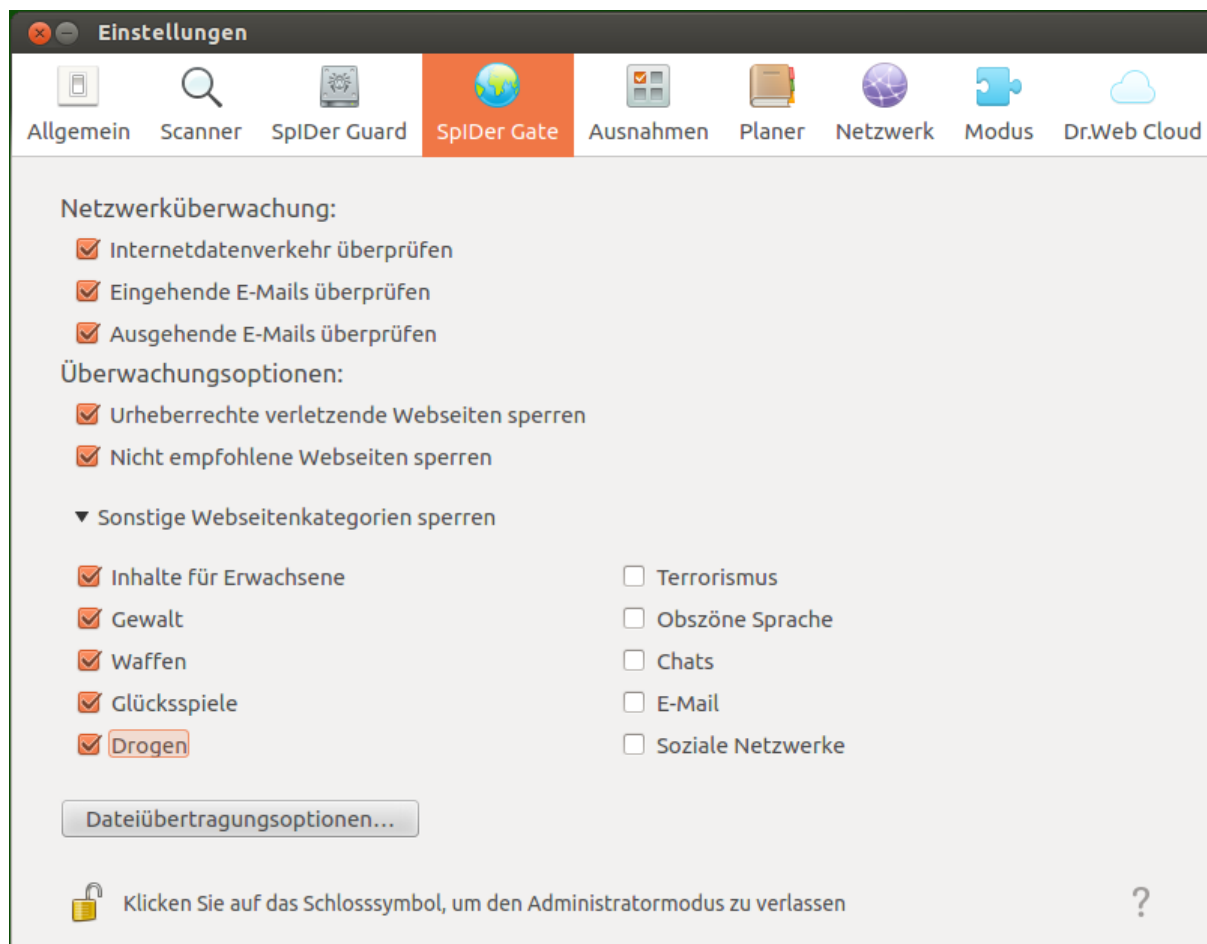 Einstellungen
Allgemein Scanner SpIDer Guard SpIDer Gate Ausnahmen Planer Netzwerk Modus Dr.Web Cloud
Netzwerküberwachung:
Internetdatenverkehr überprüfen
Eingehende E-Mails überprüfen
Ausgehende E-Mails überprüfen
Überwachungsoptionen:
Urheberrechte verletzende Webseiten sperren
Nicht empfohlene Webseiten sperren
Sonstige Webseitenkategorien sperren
Inhalte für Erwachsene
Gewalt
Waffen
Glücksspiele
Drogen
Terrorismus
Obszöne Sprache
Chats
E-Mail
Soziale Netzwerke
Dateiübertragungsoptionen...
Klicken Sie auf das Schlosssymbol, um den Administratormodus zu verlassen
?